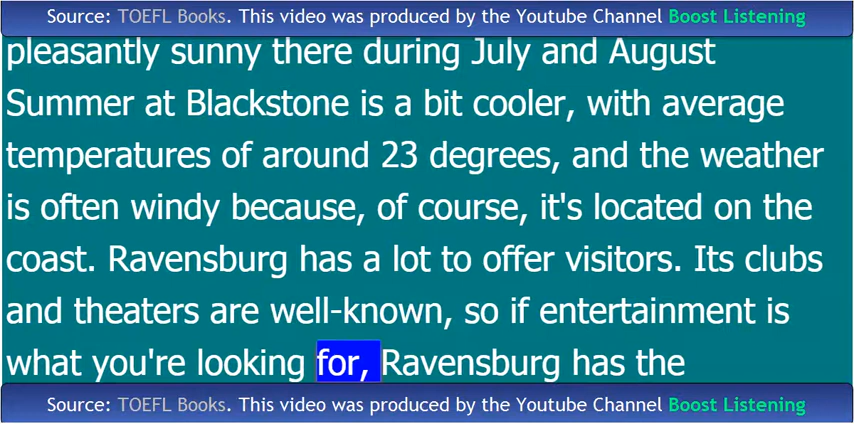 Source: TOEFL Books. This video was produced by the Youtube Channel Boost Listening
pleasantly sunny there during July and August
Summer at Blackstone is a bit cooler, with average
temperatures of around 23 degrees, and the weather
is often windy because, of course, it's located on the
coast. Ravensburg has a lot to offer visitors. Its clubs
and theaters are well-known, so if entertainment is
what you're looking for, Ravensburg has the
Source: TOEFL Books. This video was produced by the Youtube Channel Boost Listening